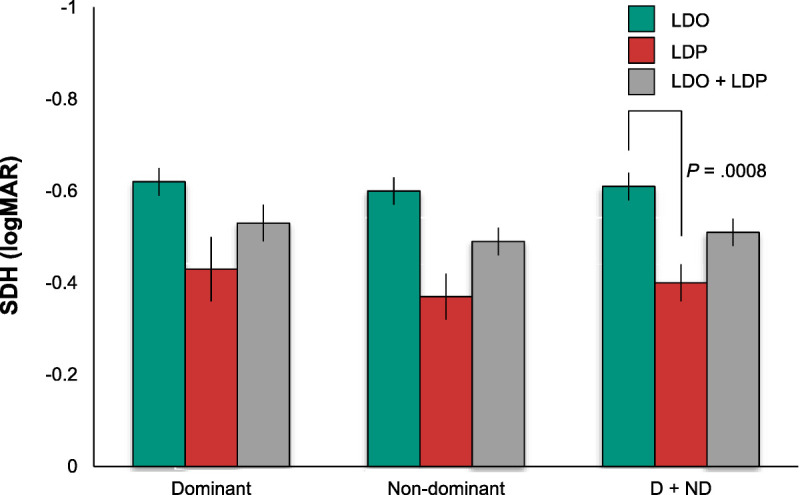 -1
-0.8
-0.6
-0.4
-0.2
0
SDH (logMAR)
LDO
LDP
LDO + LDP
P = .0008
Dominant
Non-dominant
D + ND